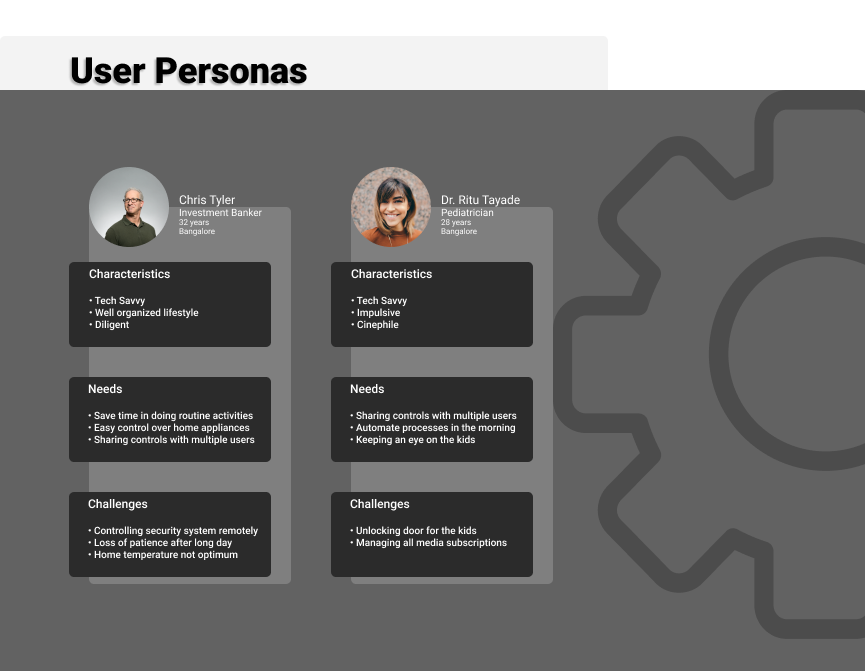 User Personas
Chris Tyler
Investment Banker
32 years
Bangalore
Characteristics
• Tech Savvy
• Well organized lifestyle
• Diligent
Needs
• Save time in doing routine activities
• Easy control over home appliances
• Sharing controls with multiple users
Challenges
• Controlling security system remotely
• Loss of patience after long day
• Home temperature not optimum
Dr. Ritu Tayade
Pediatrician
28 years
Bangalore
Characteristics
• Tech Savvy
• Impulsive
• Cinephile
Needs
• Sharing controls with multiple users
• Automate processes in the morning
• Keeping an eye on the kids
Challenges
• Unlocking door for the kids
• Managing all media subscriptions